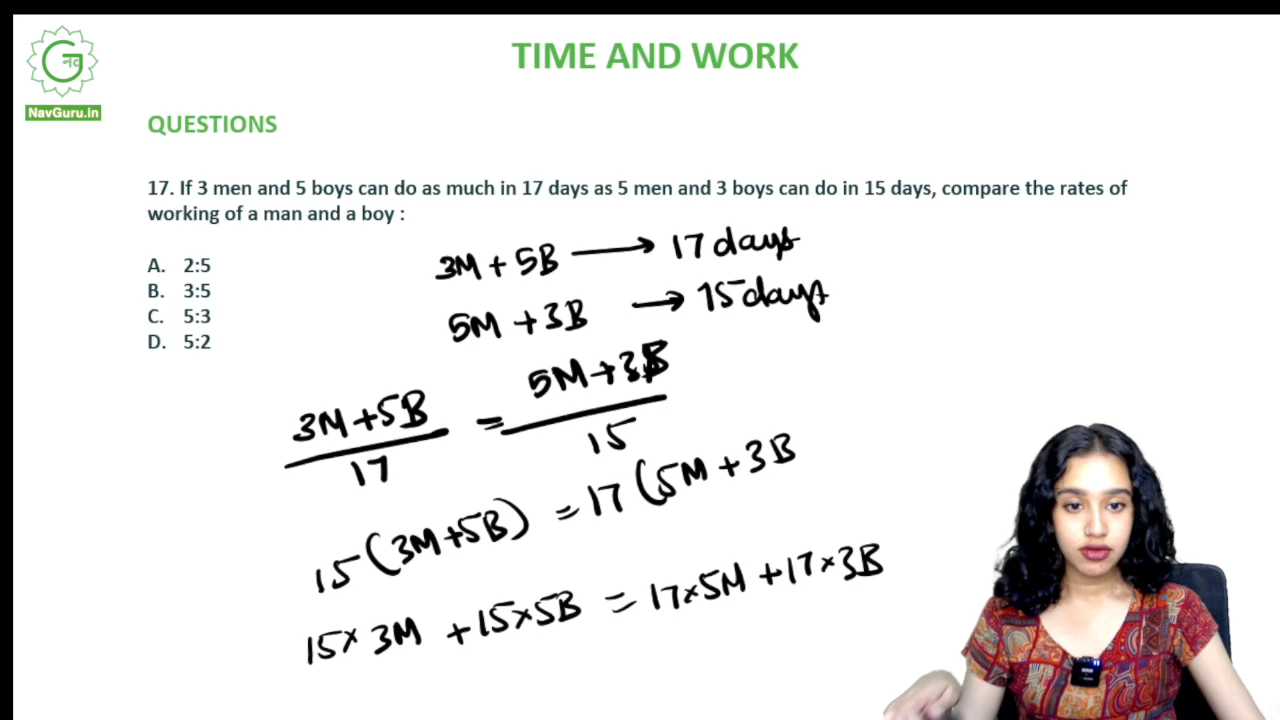 TIME AND WORK
नव
NavGuru.in
QUESTIONS
17. If 3 men and 5 boys can do as much in 17 days as 5 men and 3 boys can do in 15 days, compare the rates of
working of a man and a boy :
A. 2:5
B. 3:5
C. 5:3
D. 5:2
3M + 5B ⟶ 17 days
5M + 3B → 15 days
3M+5B / 17 = 5M+3B / 15
15 (3M+5B) = 17 (5M + 3B
15× 3M + 15×5B = 17×5M + 17×3B